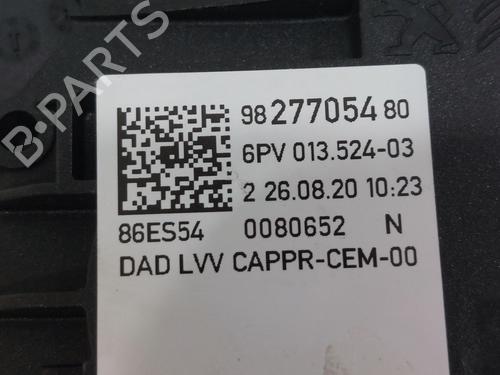 98 277054 80
6PV 013.524-03
2 26.08.20 10:23
86ES54 0080652 N
DAD LVV CAPPR-CEM-00
B-PARTS